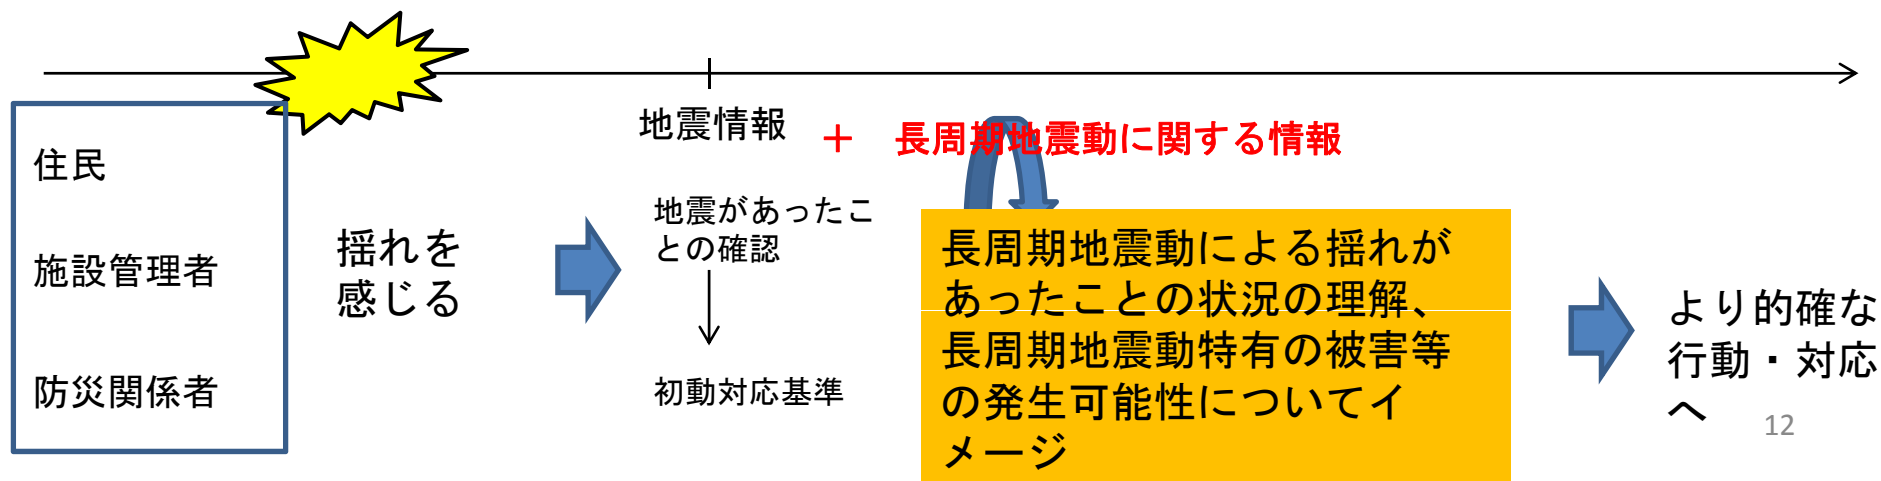 住民
施設管理者
防災関係者
揺れを
感じる
地震情報
+ 長周期地震動に関する情報
地震があったこ
との確認
初動対応基準
長周期地震動による揺れが
あったことの状況の理解、
長周期地震動特有の被害等
の発生可能性についてイ
メージ
より的確な
行動・対応
へ
12